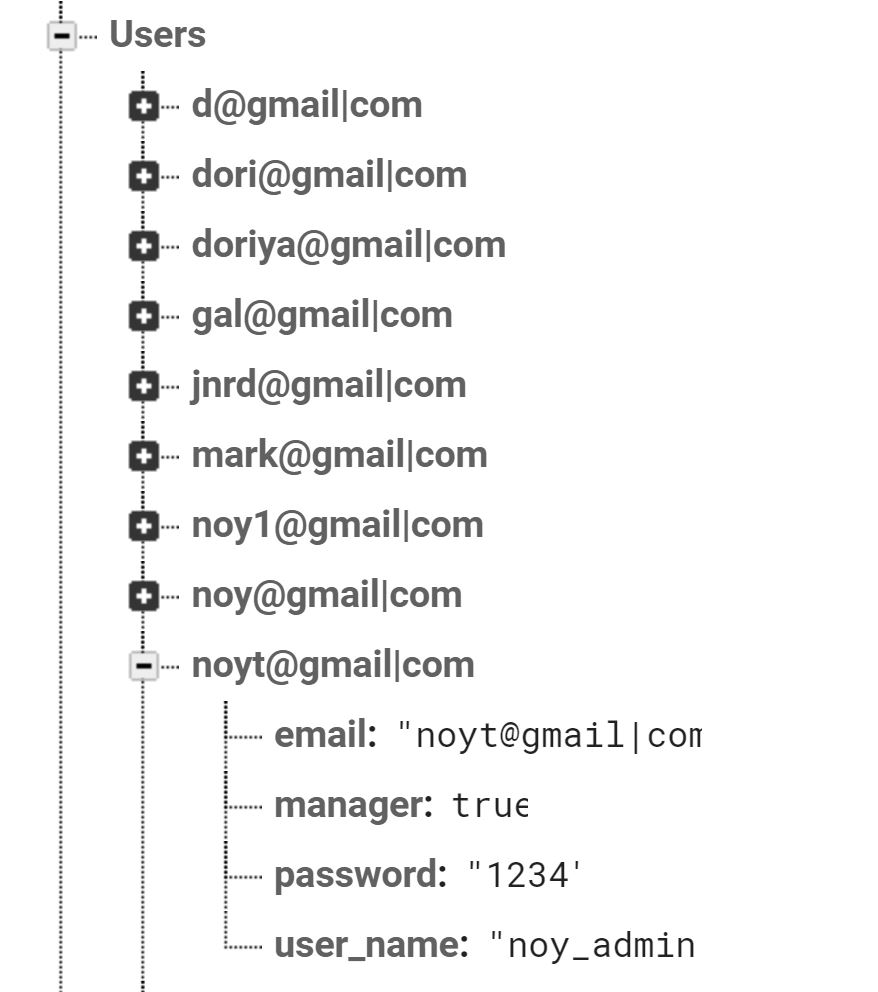 Users
d@gmail|com
dori@gmail|com
doriya@gmail|com
gal@gmail|com
jnrd@gmail|com
mark@gmail|com
noy1@gmail|com
noy@gmail|com
noyt@gmail|com
email: "noyt@gmail|com
manager: true
password: "1234'
user_name: "noy_admin